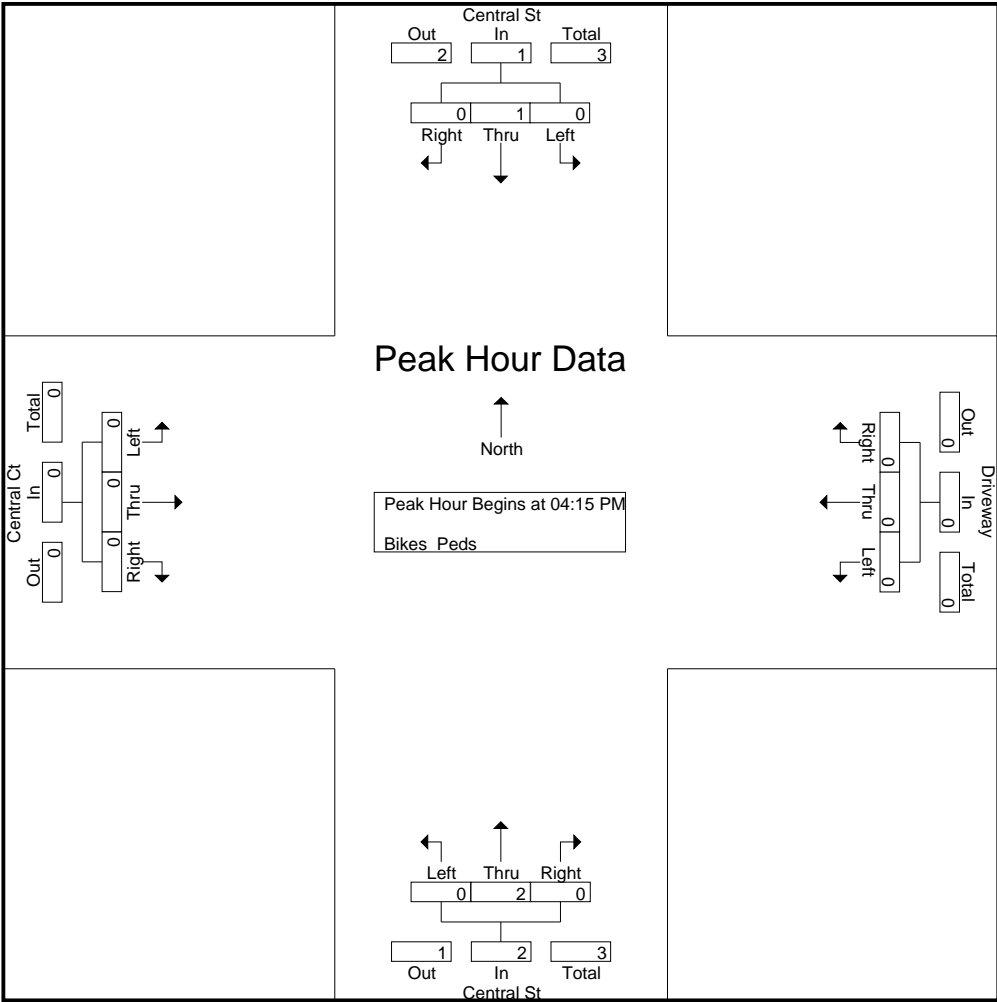 Central St
Out In Total
2 1 3
0 1 0
Right Thru Left
Peak Hour Data
North
Peak Hour Begins at 04:15 PM
Bikes Peds
Central Ct
Out In Total
0 0 0
0 0 0
Right Thru Left
Driveway
Out In Total
0 0 0
0 0 0
Right Thru Left
Left Thru Right
0 2 0
1 2 3
Out In Total
Central St